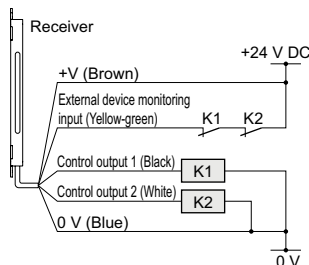 Receiver
+24 V DC
+V (Brown)
External device monitoring
input (Yellow-green)
K1 K2
Control output 1 (Black)
K1
Control output 2 (White)
K2
0 V (Blue)
0 V